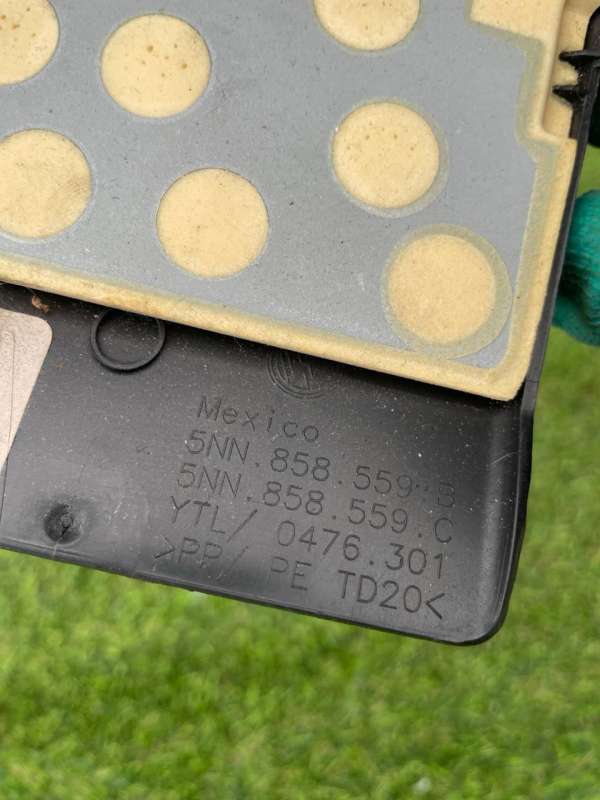 Mexico
5NN.858.559 B
5NN.858.559.C
YTL/ 0476.301
>PP/ PE TD20<